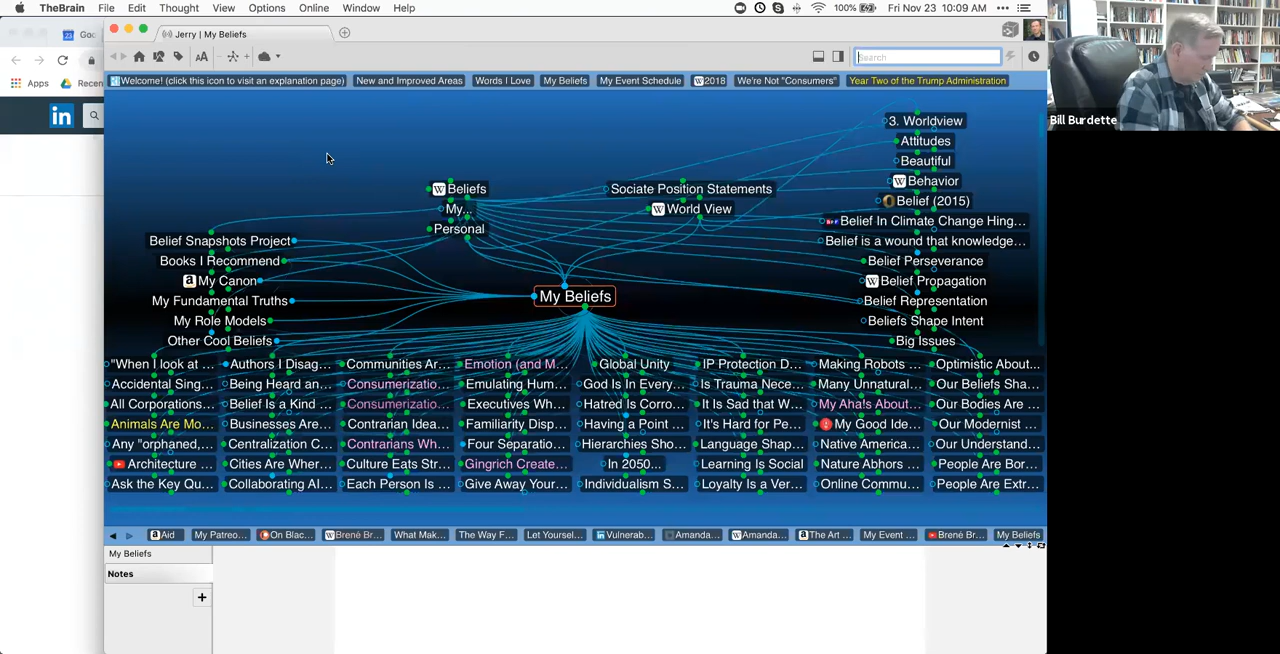 TheBrain File Edit Thought View Options Online Window Help 100% Fri Nov 23 10:09 AM
23 Goo
Jerry | My Beliefs
Apps Recen
AA Search
Welcome! (click this icon to visit an explanation page) New and Improved Areas Words I Love My Beliefs My Event Schedule W 2018 We're Not "Consumers" Year Two of the Trump Administration
in
Bill Burdette
3. Worldview
Attitudes
Beautiful
W Behavior
Belief (2015)
Belief In Climate Change Hing...
Belief is a wound that knowledge...
Belief Perseverance
W Belief Propagation
Belief Representation
Beliefs Shape Intent
Big Issues
W Beliefs
My...
Personal
Sociate Position Statements
W World View
Belief Snapshots Project
Books I Recommend
a My Canon
My Fundamental Truths
My Role Models
Other Cool Beliefs
My Beliefs
"When I look at ... Authors I Disag... Communities Ar... Emotion (and M... Global Unity IP Protection D... Making Robots ... Optimistic About...
Accidental Sing... Being Heard an... Consumerizatio... Emulating Hum... God Is In Every... Is Trauma Nece... Many Unnatural... Our Beliefs Sha...
All Corporations... Belief Is a Kind ... Consumerizatio... Executives Wh... Hatred Is Corro... It Is Sad that W... My Aha!s About... Our Bodies Are ...
Animals Are Mo... Businesses Are... Contrarian Idea... Familiarity Disp... Having a Point ... It's Hard for Pe... My Good Ide... Our Modernist ...
Any "orphaned,... Centralization C... Contrarians Wh... Four Separatio... Hierarchies Sho... Language Shap... Native America... Our Understand...
Architecture ... Cities Are Wher... Culture Eats Str... Gingrich Create... In 2050... Learning Is Social Nature Abhors ... People Are Bor...
Ask the Key Qu... Collaborating Al... Each Person Is ... Give Away Your... Individualism S... Loyalty Is a Ver... Online Commu... People Are Extr...
a Aid My Patreo... On Blac... W Brené Br... What Mak... The Way F... Let Yoursel... in Vulnerab... Amanda... W Amanda... a The Art ... My Event ... Brené Br... My Beliefs
My Beliefs
Notes
+